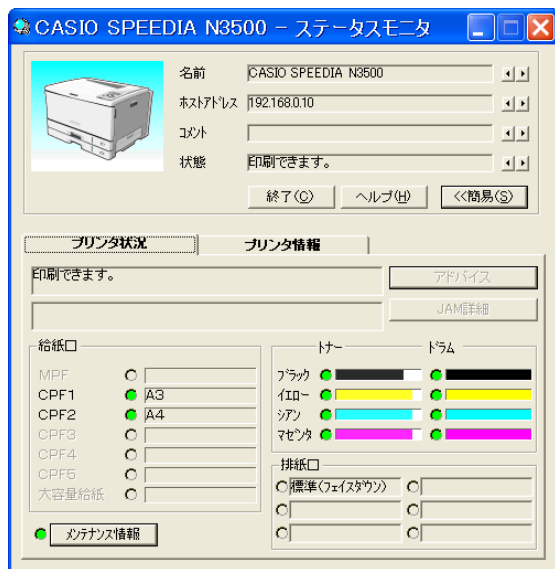 CASIO SPEEDIA N3500 - ステータスモニタ
名前 CASIO SPEEDIA N3500
ホストアドレス 192.168.0.10
コメント
状態 印刷できます。
終了(C) ヘルプ(H) <<簡易(S)
プリンタ状況 プリンタ情報
印刷できます。 アドバイス
JAM詳細
給紙口
MPF
CPF1 A3
CPF2 A4
CPF3
CPF4
CPF5
大容量給紙
メンテナンス情報
トナー ドラム
ブラック
イエロー
シアン
マゼンタ
排紙口
標準(フェイスダウン)